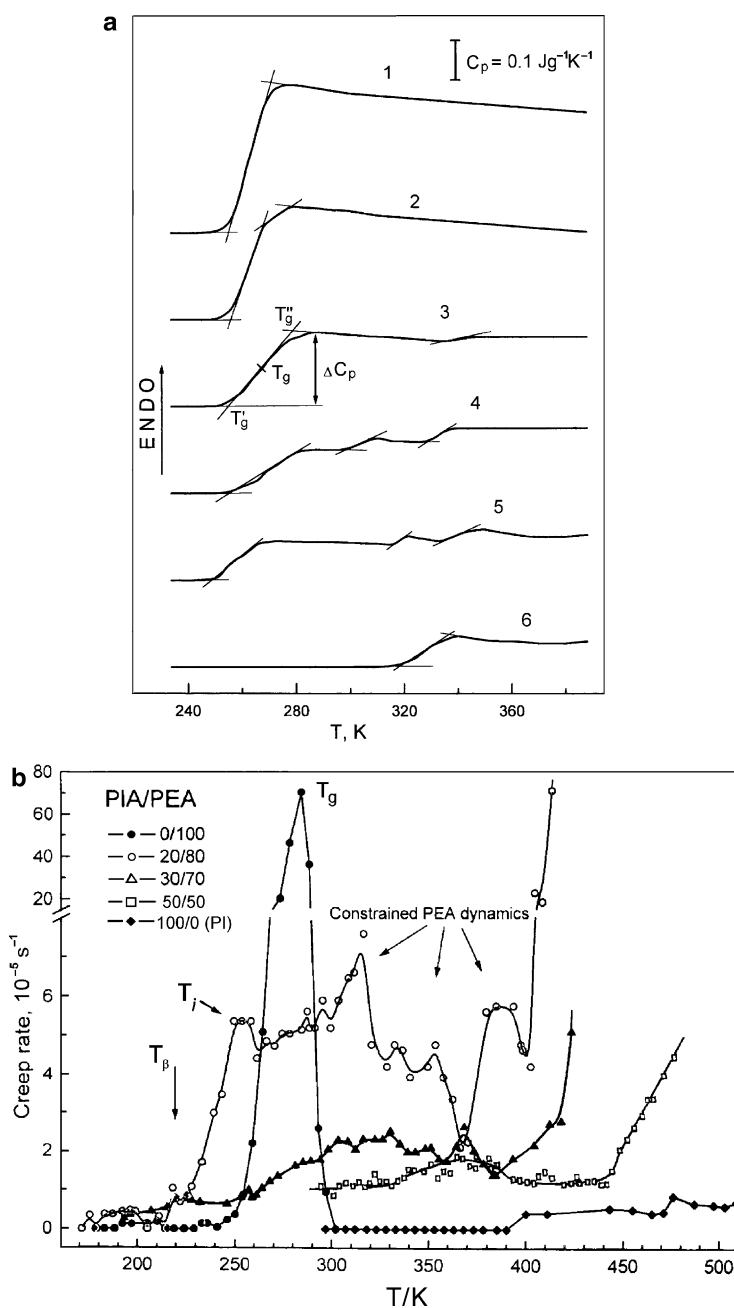 a
C_p = 0.1 Jg⁻¹K⁻¹
1
2
3
T″_g
T_g
ΔC_p
T′_g
4
5
6
ENDO
240 280 320 360
T, K
b
80
60
40
20
6
4
2
0
Creep rate, 10⁻⁵ s⁻¹
PIA/PEA
0/100
20/80
30/70
50/50
100/0 (PI)
T_g
Constrained PEA dynamics
T_i
T_β
200 250 300 350 400 450 500
T/K